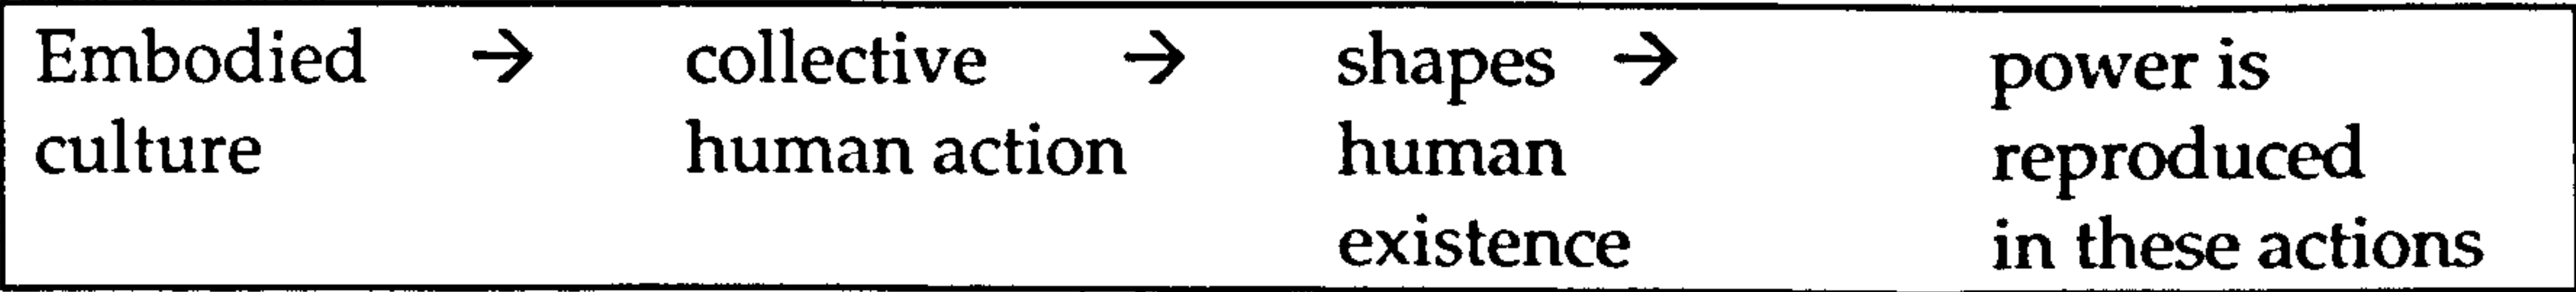 Embodied → collective → shapes → power is
culture human action human reproduced
existence in these actions